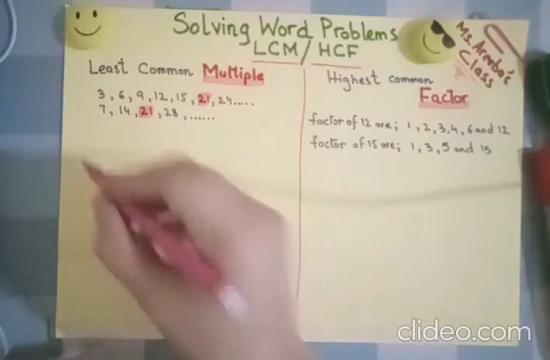 Solving Word Problems
LCM/HCF
Ms. Areeba's
Class
Least Common Multiple
3, 6, 9, 12, 15, 21, 24.....
7, 14, 21, 28, ......
Highest common
Factor
factor of 12 are; 1, 2, 3, 4, 6 and 12
factor of 15 are; 1, 3, 5 and 15
clideo.com